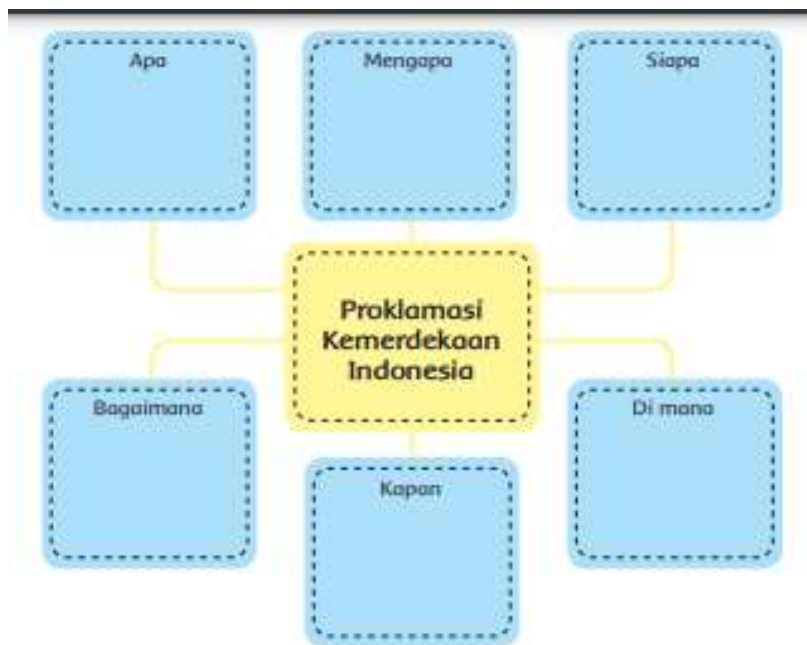 Apa
Mengapa
Siapa
Proklamasi
Kemerdekaan
Indonesia
Bagaimana
Di mana
Kapan